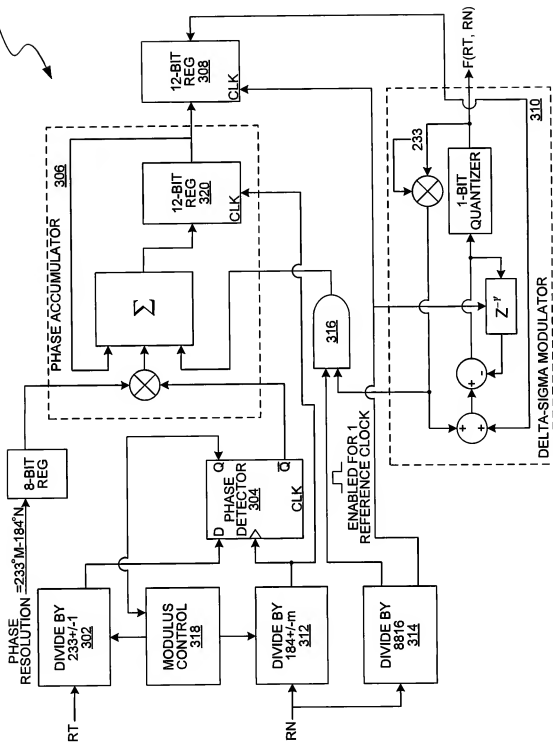 PHASE
RESOLUTION =233°M-184°N
8-BIT
REG
PHASE ACCUMULATOR
306
Σ
12-BIT
REG
320
CLK
12-BIT
REG
308
CLK
RT
DIVIDE BY
233+/-1
302
MODULUS
CONTROL
318
D
Q
PHASE
DETECTOR
304
Q
CLK
DIVIDE BY
184+/-m
312
RN
DIVIDE BY
8816
314
ENABLED FOR 1
REFERENCE CLOCK
316
233
F(RT, RN)
310
1-BIT
QUANTIZER
+
+
+
-
DELTA-SIGMA MODULATOR